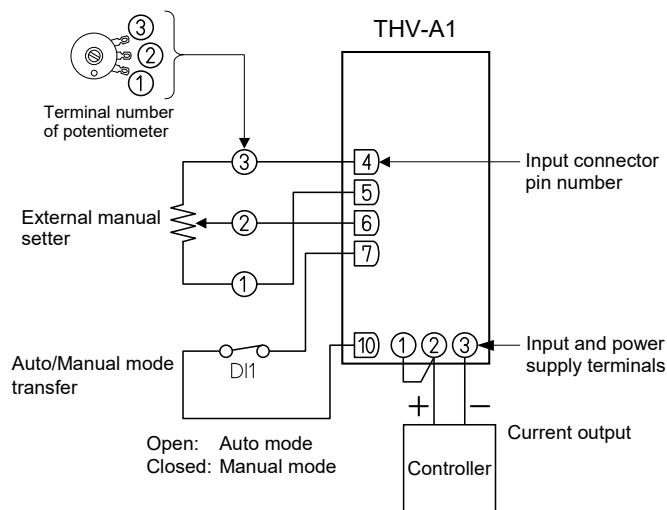 THV-A1
3
2
1
Terminal number
of potentiometer
3
4
Input connector
pin number
5
External manual
setter
2
6
1
7
Auto/Manual mode
transfer
DI1
10
1
2
3
Input and power
supply terminals
Open: Auto mode
Closed: Manual mode
+
−
Current output
Controller